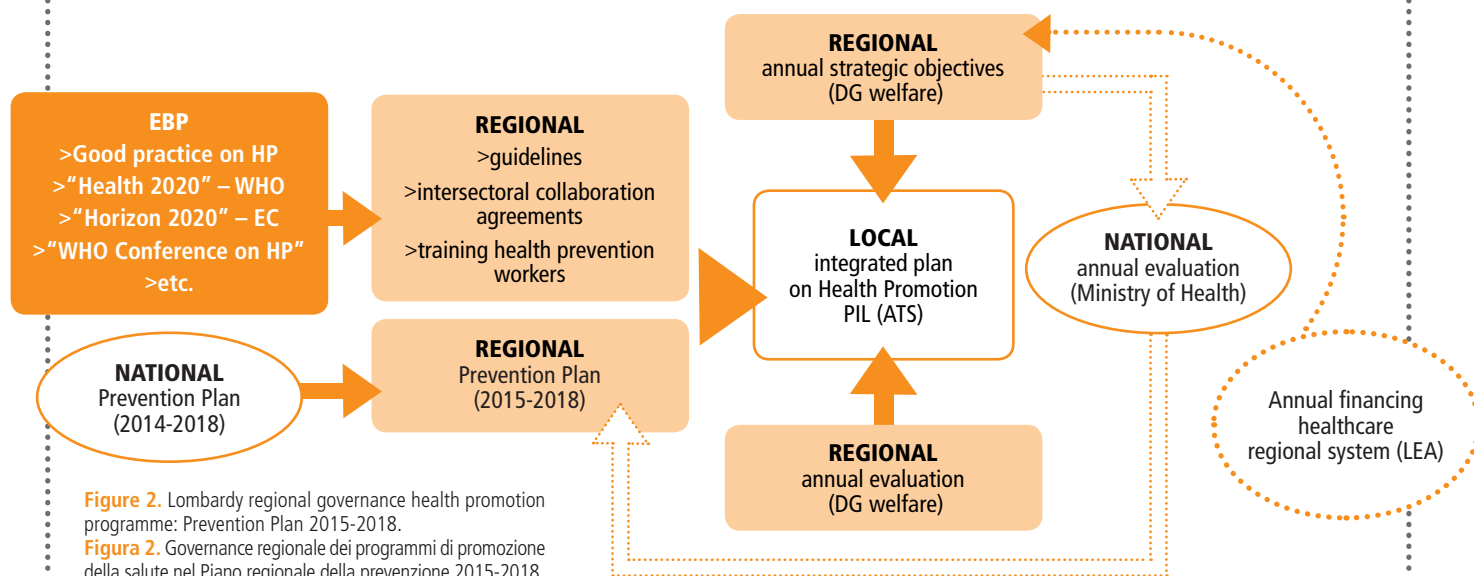 EBP
>Good practice on HP
>"Health 2020" – WHO
>"Horizon 2020" – EC
>"WHO Conference on HP"
>etc.
REGIONAL
>guidelines
>intersectoral collaboration
agreements
>training health prevention
workers
NATIONAL
Prevention Plan
(2014-2018)
REGIONAL
Prevention Plan
(2015-2018)
REGIONAL
annual strategic objectives
(DG welfare)
LOCAL
integrated plan
on Health Promotion
PIL (ATS)
REGIONAL
annual evaluation
(DG welfare)
NATIONAL
annual evaluation
(Ministry of Health)
Annual financing
healthcare
regional system (LEA)
Figure 2. Lombardy regional governance health promotion
programme: Prevention Plan 2015-2018.
Figura 2. Governance regionale dei programmi di promozione
della salute nel Piano regionale della prevenzione 2015-2018.